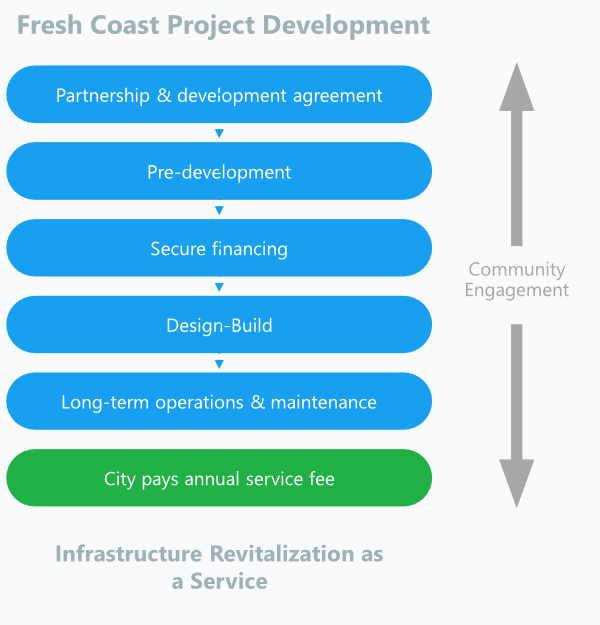 Fresh Coast Project Development
Partnership & development agreement
Pre-development
Secure financing
Design-Build
Long-term operations & maintenance
City pays annual service fee
Community
Engagement
Infrastructure Revitalization as
a Service